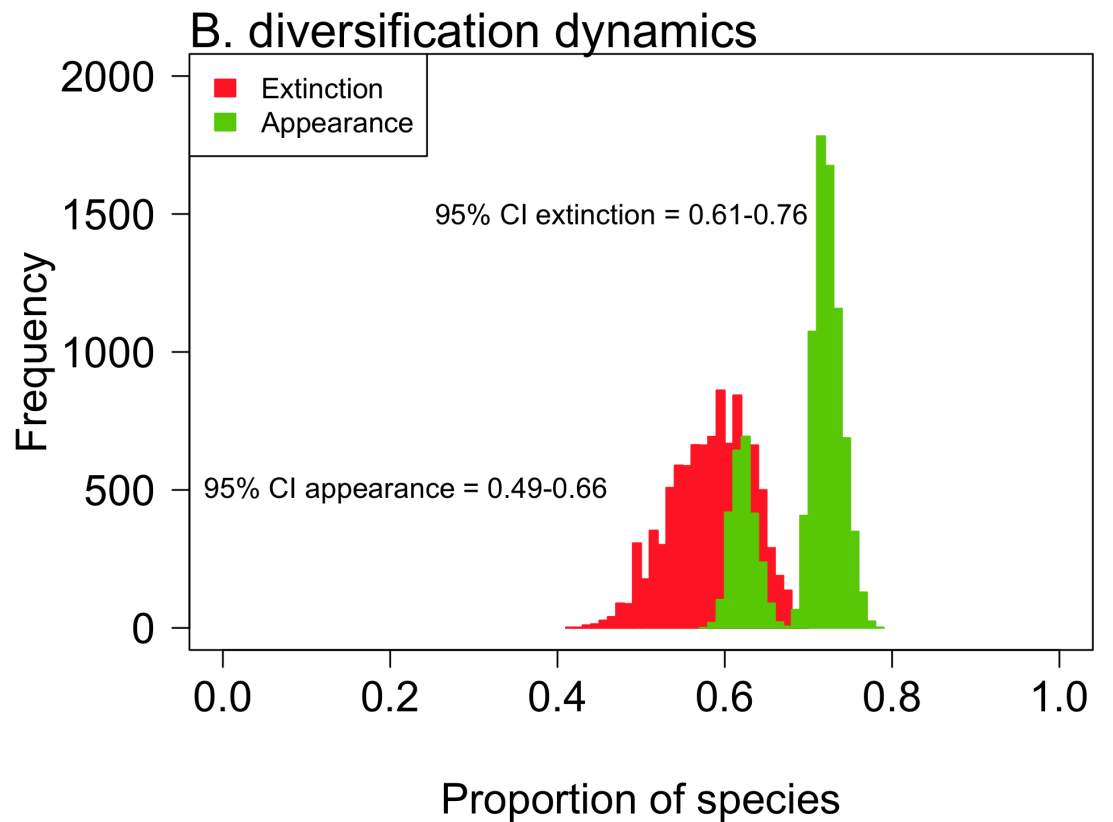 B. diversification dynamics
2000
1500
1000
500
0
Frequency
Extinction
Appearance
95% CI extinction = 0.61-0.76
95% CI appearance = 0.49-0.66
0.0 0.2 0.4 0.6 0.8 1.0
Proportion of species